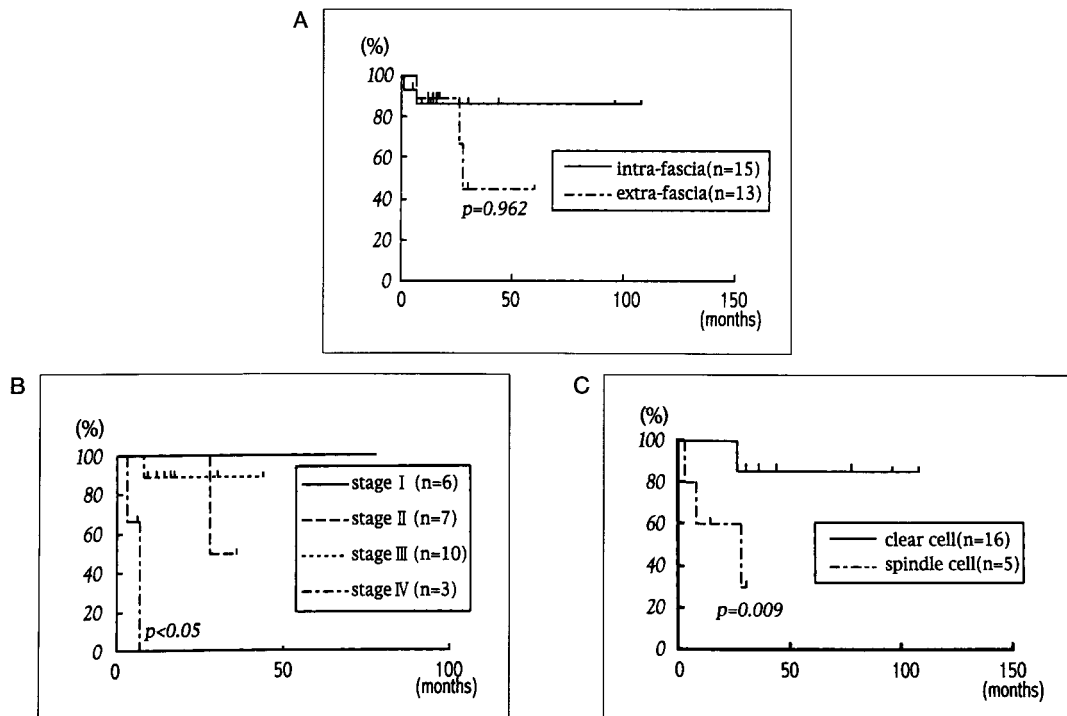 A
(%)
100
80
60
40
20
0
intra-fascia(n=15)
extra-fascia(n=13)
p=0.962
0 50 100 150
(months)
B
(%)
100
80
60
40
20
0
stage I (n=6)
stage II (n=7)
stage III (n=10)
stage IV (n=3)
p<0.05
0 50 100
(months)
C
(%)
100
80
60
40
20
0
clear cell(n=16)
spindle cell(n=5)
p=0.009
0 50 100 150
(months)